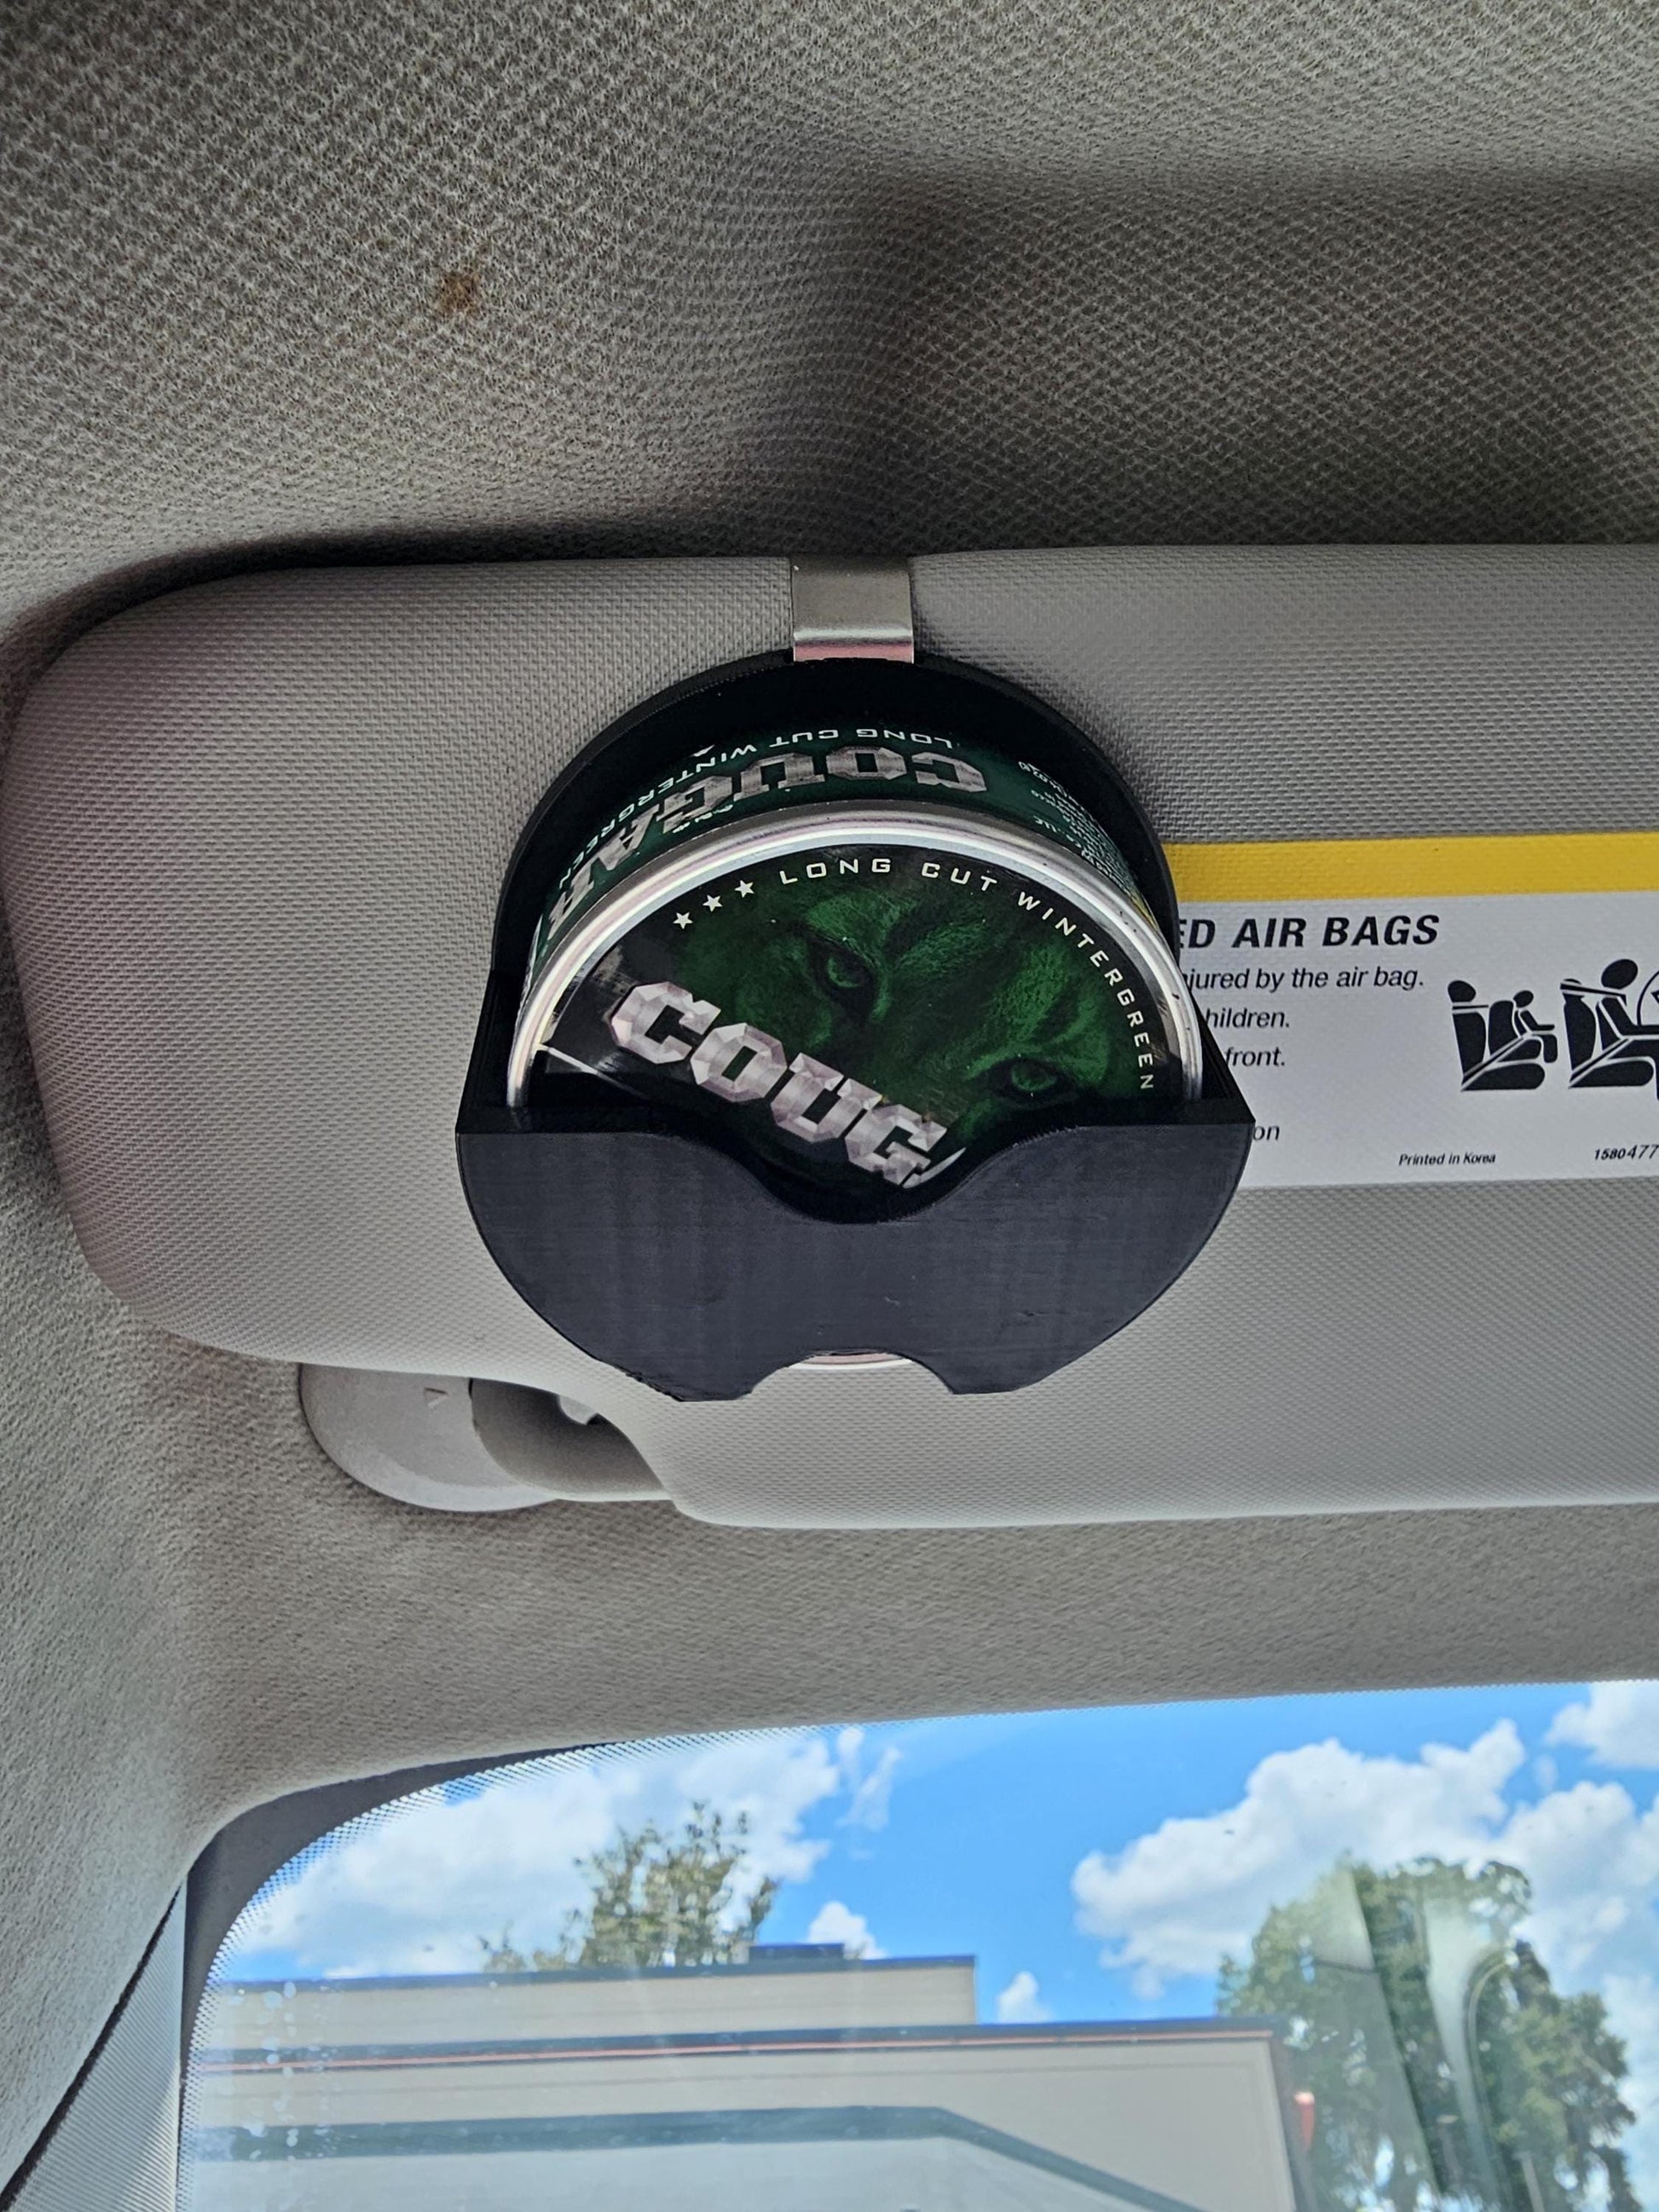 LONG CUT WINTERGREEN
COUGAR
★★★ LONG CUT WINTERGREEN
COUG
ED AIR BAGS
jured by the air bag.
hildren.
front.
on
Printed in Korea
1580477